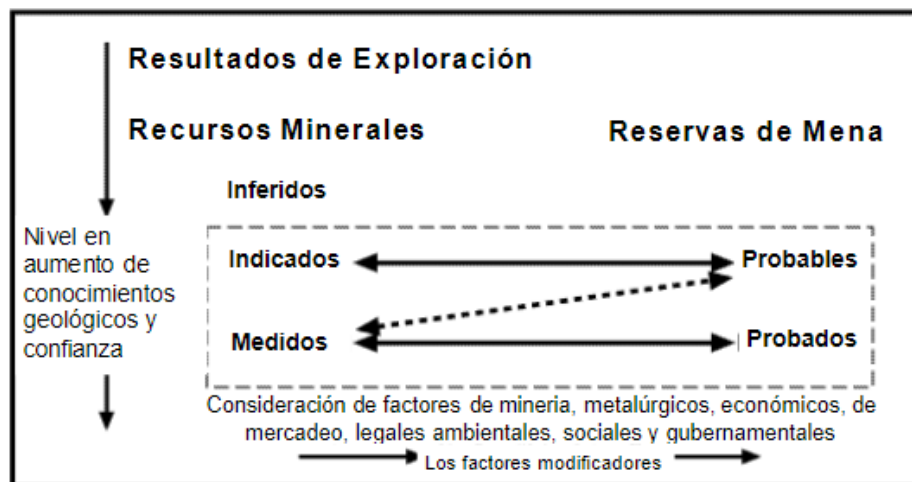 Resultados de Exploración
Recursos Minerales
Reservas de Mena
Inferidos
Nivel en
aumento de
conocimientos
geológicos y
confianza
Indicados
Probables
Medidos
Probados
Consideración de factores de mineria, metalúrgicos, económicos, de
mercadeo, legales ambientales, sociales y gubernamentales
Los factores modificadores